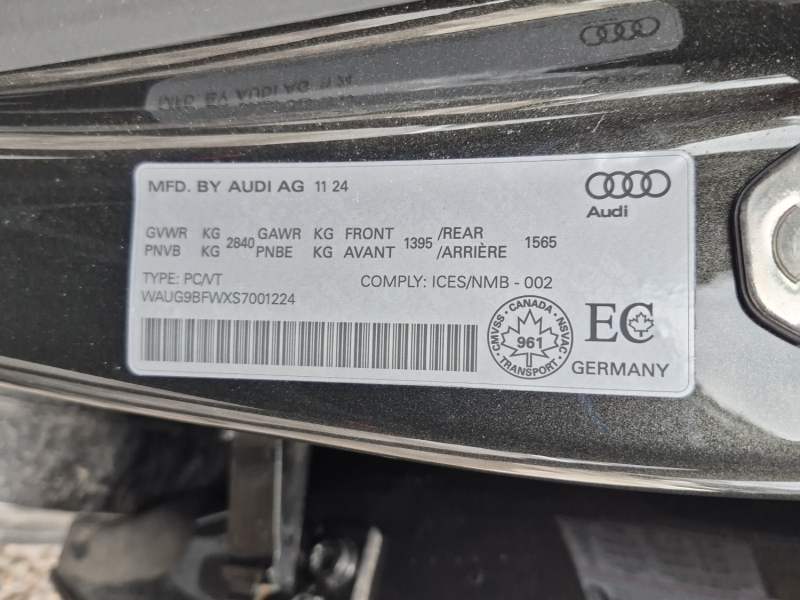 MFD. BY AUDI AG 11 24
Audi
GVWR KG 2840 GAWR KG FRONT 1395 /REAR 1565
PNVB KG PNBE KG AVANT /ARRIÈRE
TYPE: PC/VT COMPLY: ICES/NMB - 002
WAUG9BFWXS7001224
CMVSS · CANADA · NSVAC
961
TRANSPORT
EC
GERMANY